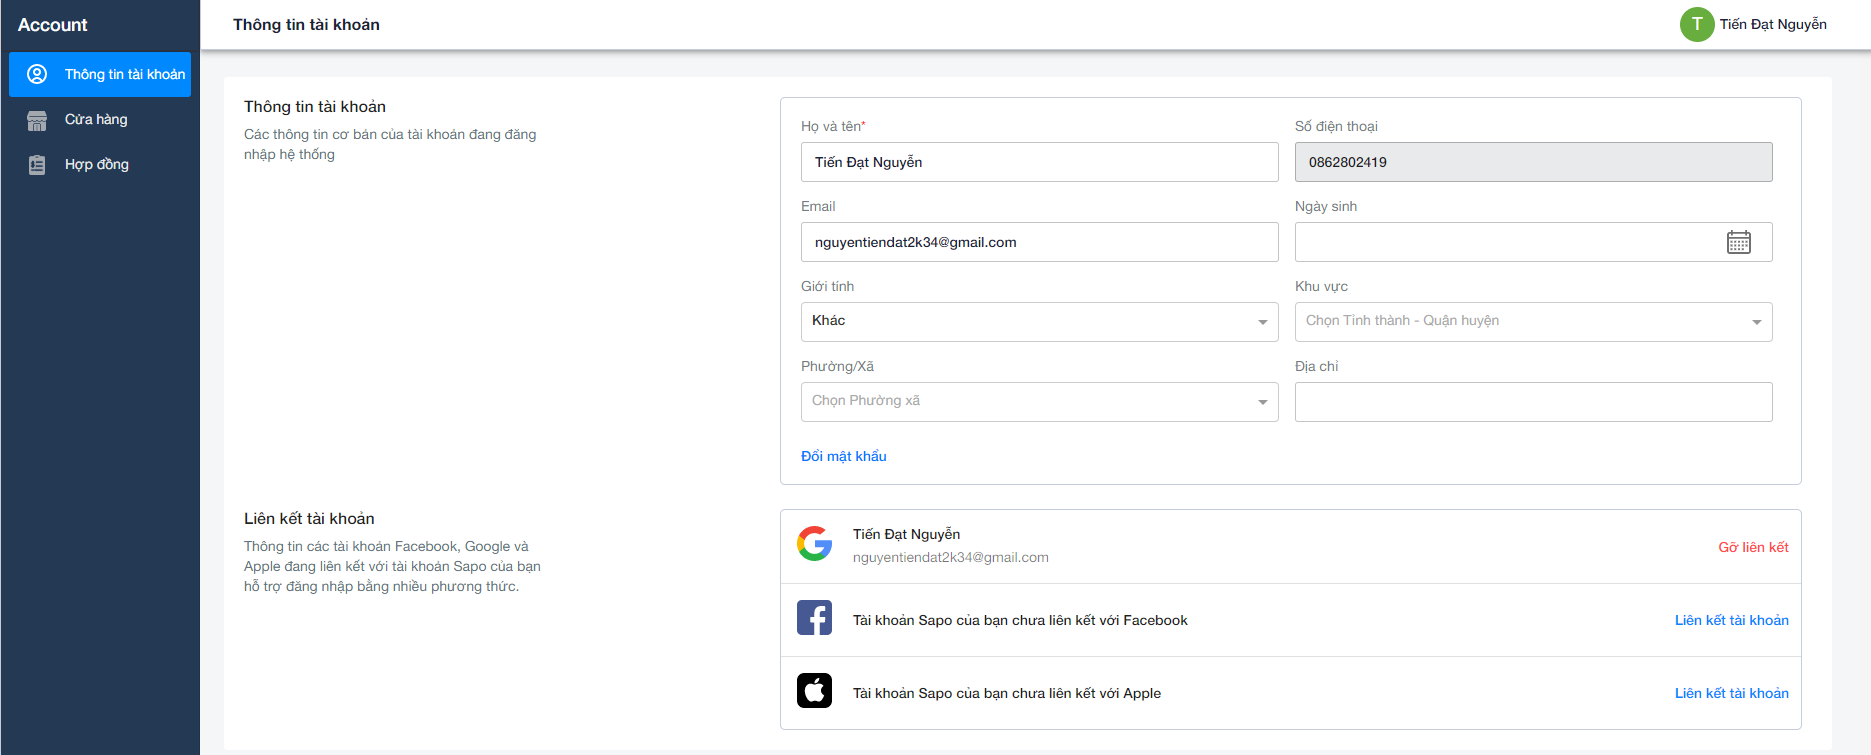 Account
Thông tin tài khoản
Cửa hàng
Hợp đồng
Thông tin tài khoản
T Tiến Đạt Nguyễn
Thông tin tài khoản
Các thông tin cơ bản của tài khoản đang đăng
nhập hệ thống
Họ và tên*
Số điện thoại
Tiến Đạt Nguyễn
0862802419
Email
Ngày sinh
nguyentiendat2k34@gmail.com
Giới tính
Khu vực
Khác
Chọn Tỉnh thành - Quận huyện
Phường/Xã
Địa chỉ
Chọn Phường xã
Đổi mật khẩu
Liên kết tài khoản
Thông tin các tài khoản Facebook, Google và
Apple đang liên kết với tài khoản Sapo của bạn
hỗ trợ đăng nhập bằng nhiều phương thức.
Tiến Đạt Nguyễn
nguyentiendat2k34@gmail.com
Gỡ liên kết
Tài khoản Sapo của bạn chưa liên kết với Facebook
Liên kết tài khoản
Tài khoản Sapo của bạn chưa liên kết với Apple
Liên kết tài khoản